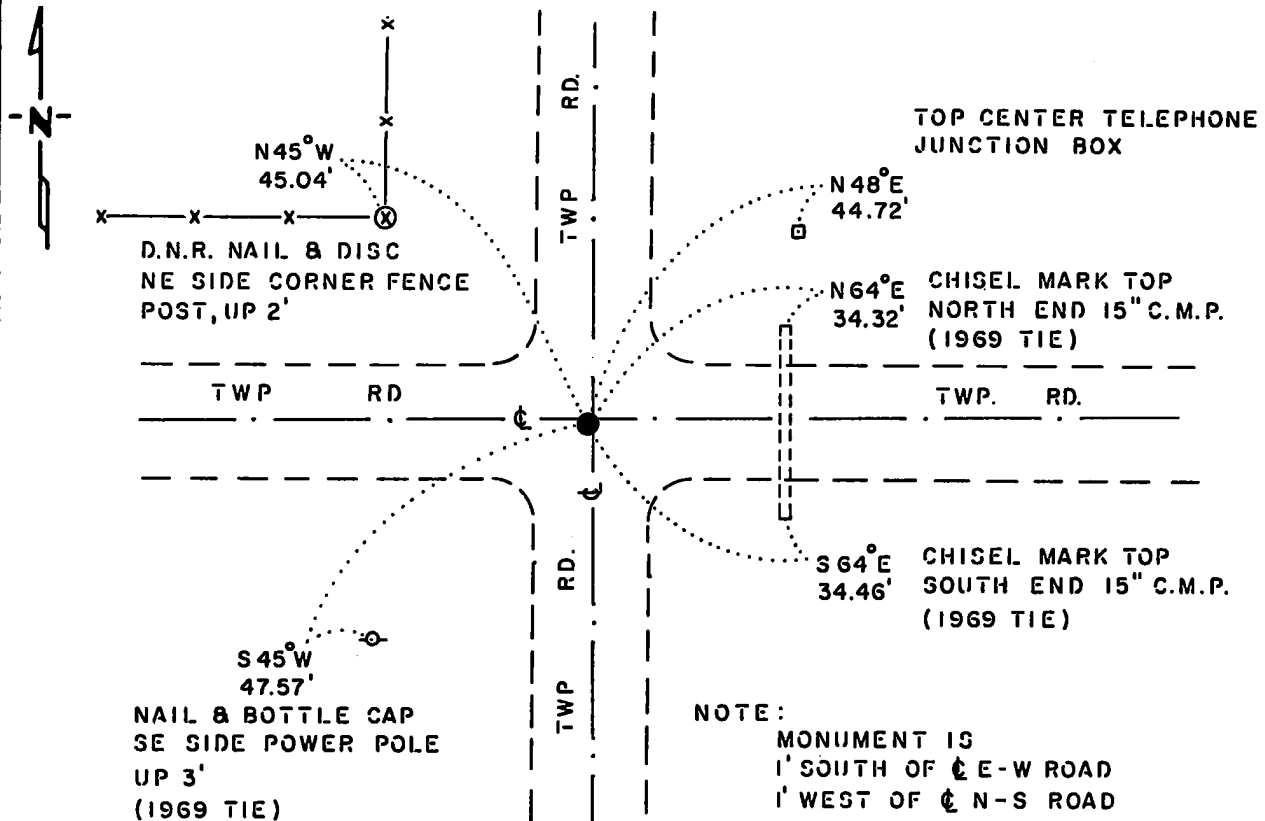 -N-
N45°W
45.04'
D.N.R. NAIL & DISC
NE SIDE CORNER FENCE
POST, UP 2'
TWP RD.
TOP CENTER TELEPHONE
JUNCTION BOX
N48°E
44.72'
N64°E
34.32'
CHISEL MARK TOP
NORTH END 15" C.M.P.
(1969 TIE)
TWP RD
℄
TWP. RD.
℄
S64°E
34.46'
CHISEL MARK TOP
SOUTH END 15" C.M.P.
(1969 TIE)
TWP RD.
S45°W
47.57'
NAIL & BOTTLE CAP
SE SIDE POWER POLE
UP 3'
(1969 TIE)
NOTE:
MONUMENT IS
1' SOUTH OF ℄ E-W ROAD
1' WEST OF ℄ N-S ROAD